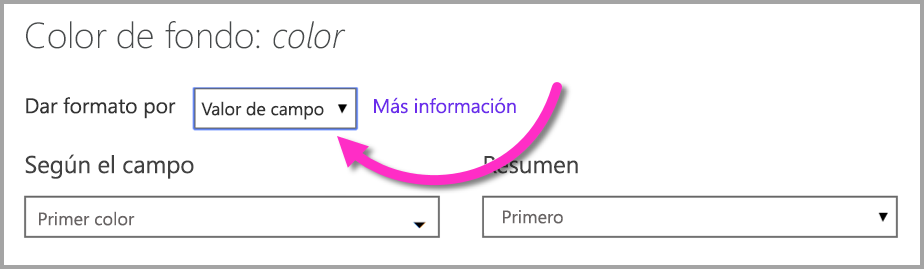 Color de fondo: color
Dar formato por Valor de campo Más información
Según el campo Resumen
Primer color Primero